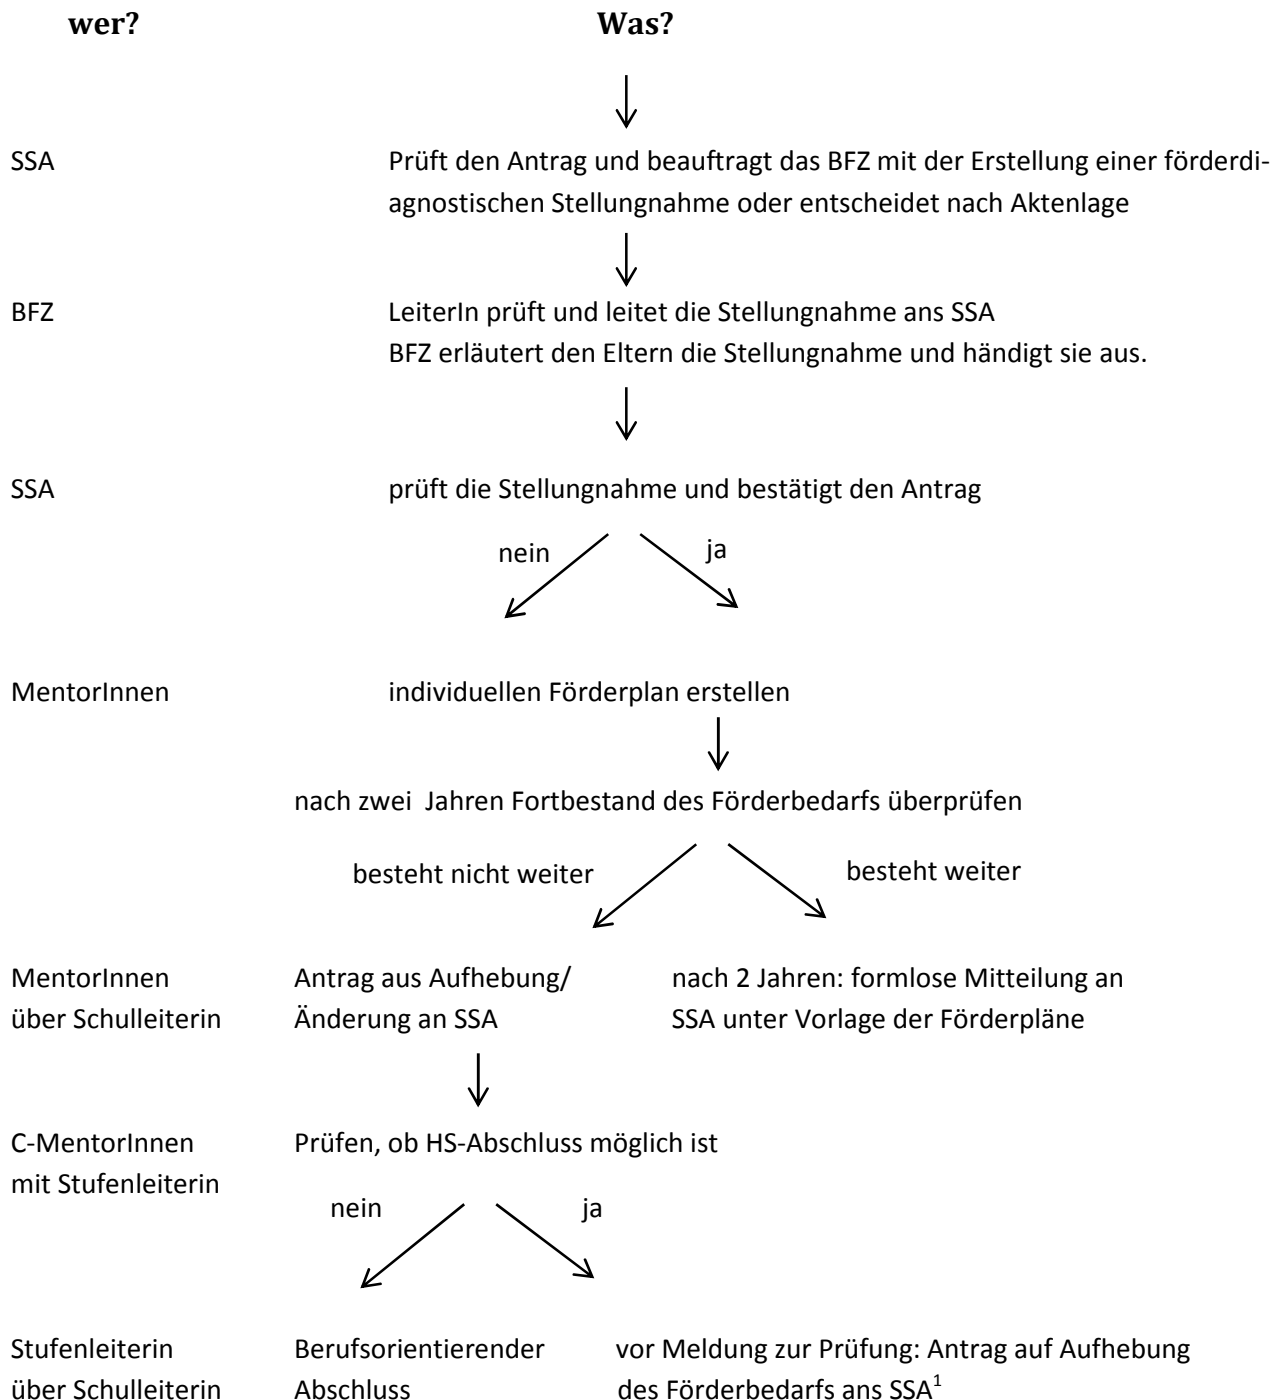 wer? Was?
SSA Prüft den Antrag und beauftragt das BFZ mit der Erstellung einer förderdi-
agnostischen Stellungnahme oder entscheidet nach Aktenlage
BFZ LeiterIn prüft und leitet die Stellungnahme ans SSA
BFZ erläutert den Eltern die Stellungnahme und händigt sie aus.
SSA prüft die Stellungnahme und bestätigt den Antrag
nein ja
MentorInnen individuellen Förderplan erstellen
nach zwei  Jahren Fortbestand des Förderbedarfs überprüfen
besteht nicht weiter besteht weiter
MentorInnen Antrag aus Aufhebung/ nach 2 Jahren: formlose Mitteilung an
über Schulleiterin Änderung an SSA SSA unter Vorlage der Förderpläne
C-MentorInnen Prüfen, ob HS-Abschluss möglich ist
mit Stufenleiterin
nein ja
Stufenleiterin Berufsorientierender vor Meldung zur Prüfung: Antrag auf Aufhebung
über Schulleiterin Abschluss des Förderbedarfs ans SSA¹